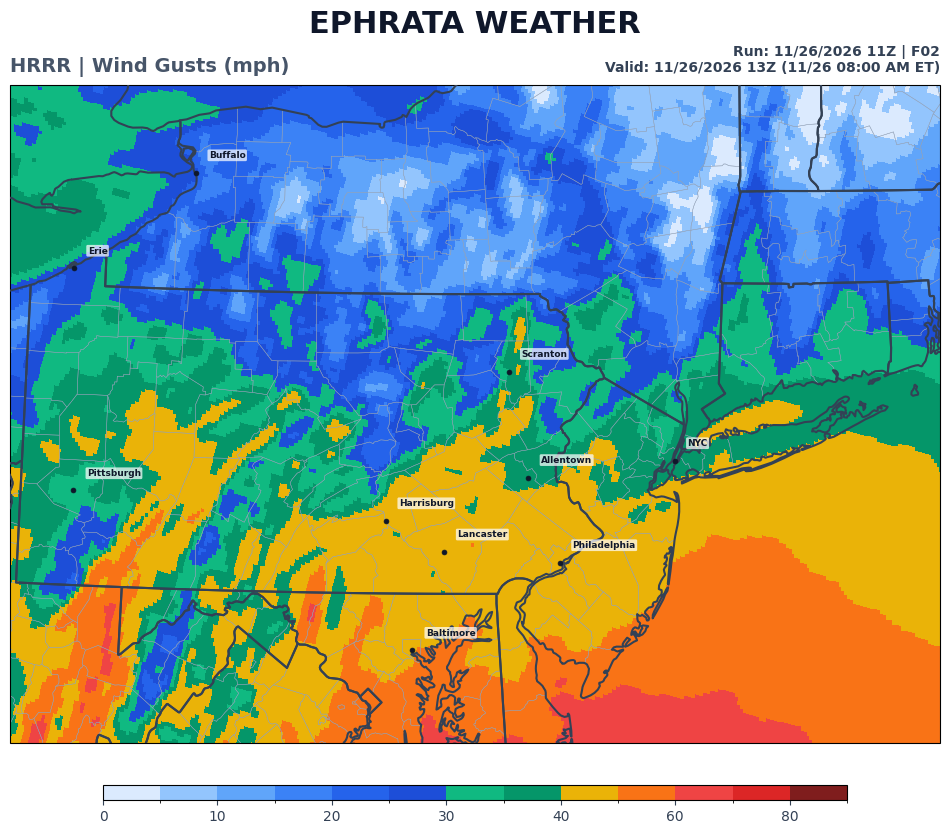 EPHRATA WEATHER
HRRR | Wind Gusts (mph)
Run: 11/26/2026 11Z | F02
Valid: 11/26/2026 13Z (11/26 08:00 AM ET)
Buffalo
Erie
Scranton
NYC
Allentown
Pittsburgh
Harrisburg
Lancaster
Philadelphia
Baltimore
0 10 20 30 40 50 60 70 80